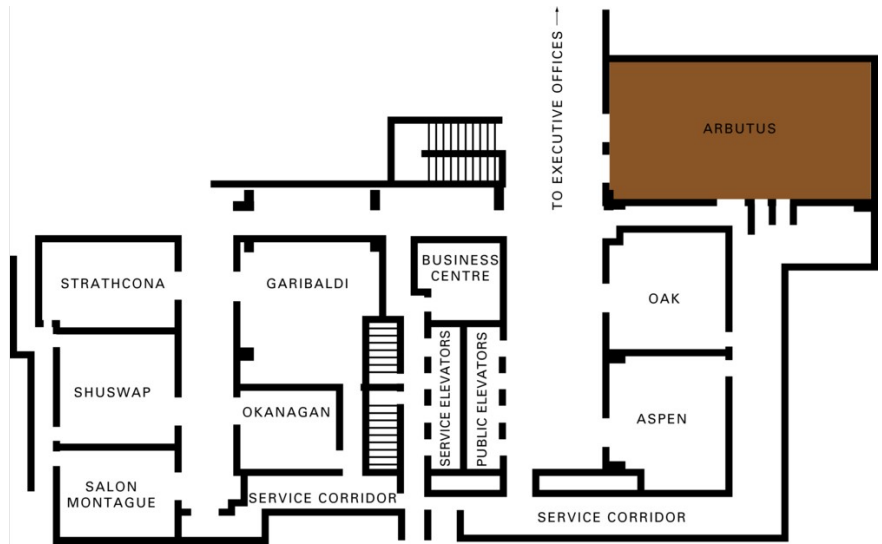 TO EXECUTIVE OFFICES →
ARBUTUS
STRATHCONA
GARIBALDI
BUSINESS
CENTRE
OAK
SHUSWAP
OKANAGAN
SERVICE ELEVATORS
PUBLIC ELEVATORS
ASPEN
SALON
MONTAGUE
SERVICE CORRIDOR
SERVICE CORRIDOR